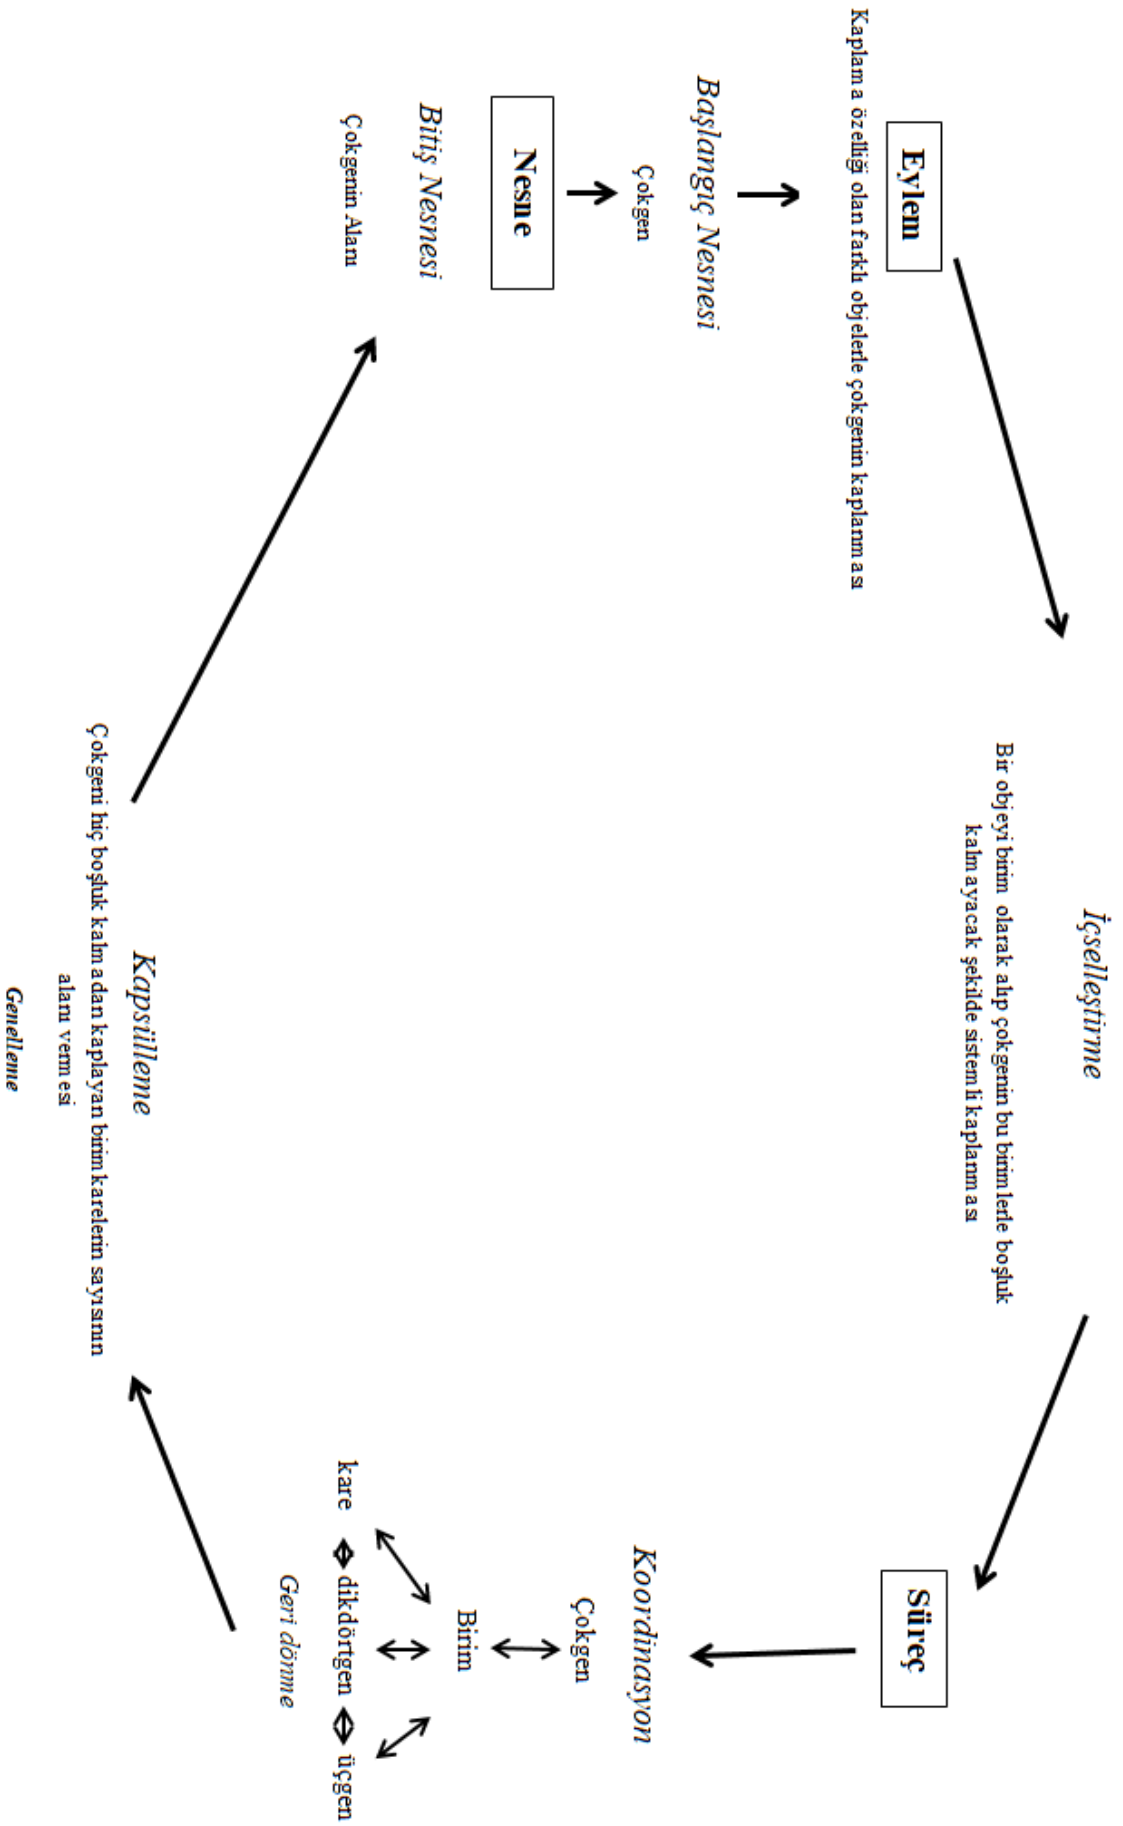 Eylem
Kaplama özelliği olan farklı objelerle çokgenin kaplanması
Başlangıç Nesnesi
Çokgen
Nesne
Bitiş Nesnesi
Çokgenin Alanı
İçselleştirme
Bir objeyi birim olarak alıp çokgenin bu birimlerle boşluk
kalmayacak şekilde sistemli kaplanması
Süreç
Koordinasyon
Çokgen
Birim
kare dikdörtgen üçgen
Geri dönme
Kapsülleme
Çokgeni hiç boşluk kalmadan kaplayan birim karelerin sayısının
alanı vermesi
Genelleme